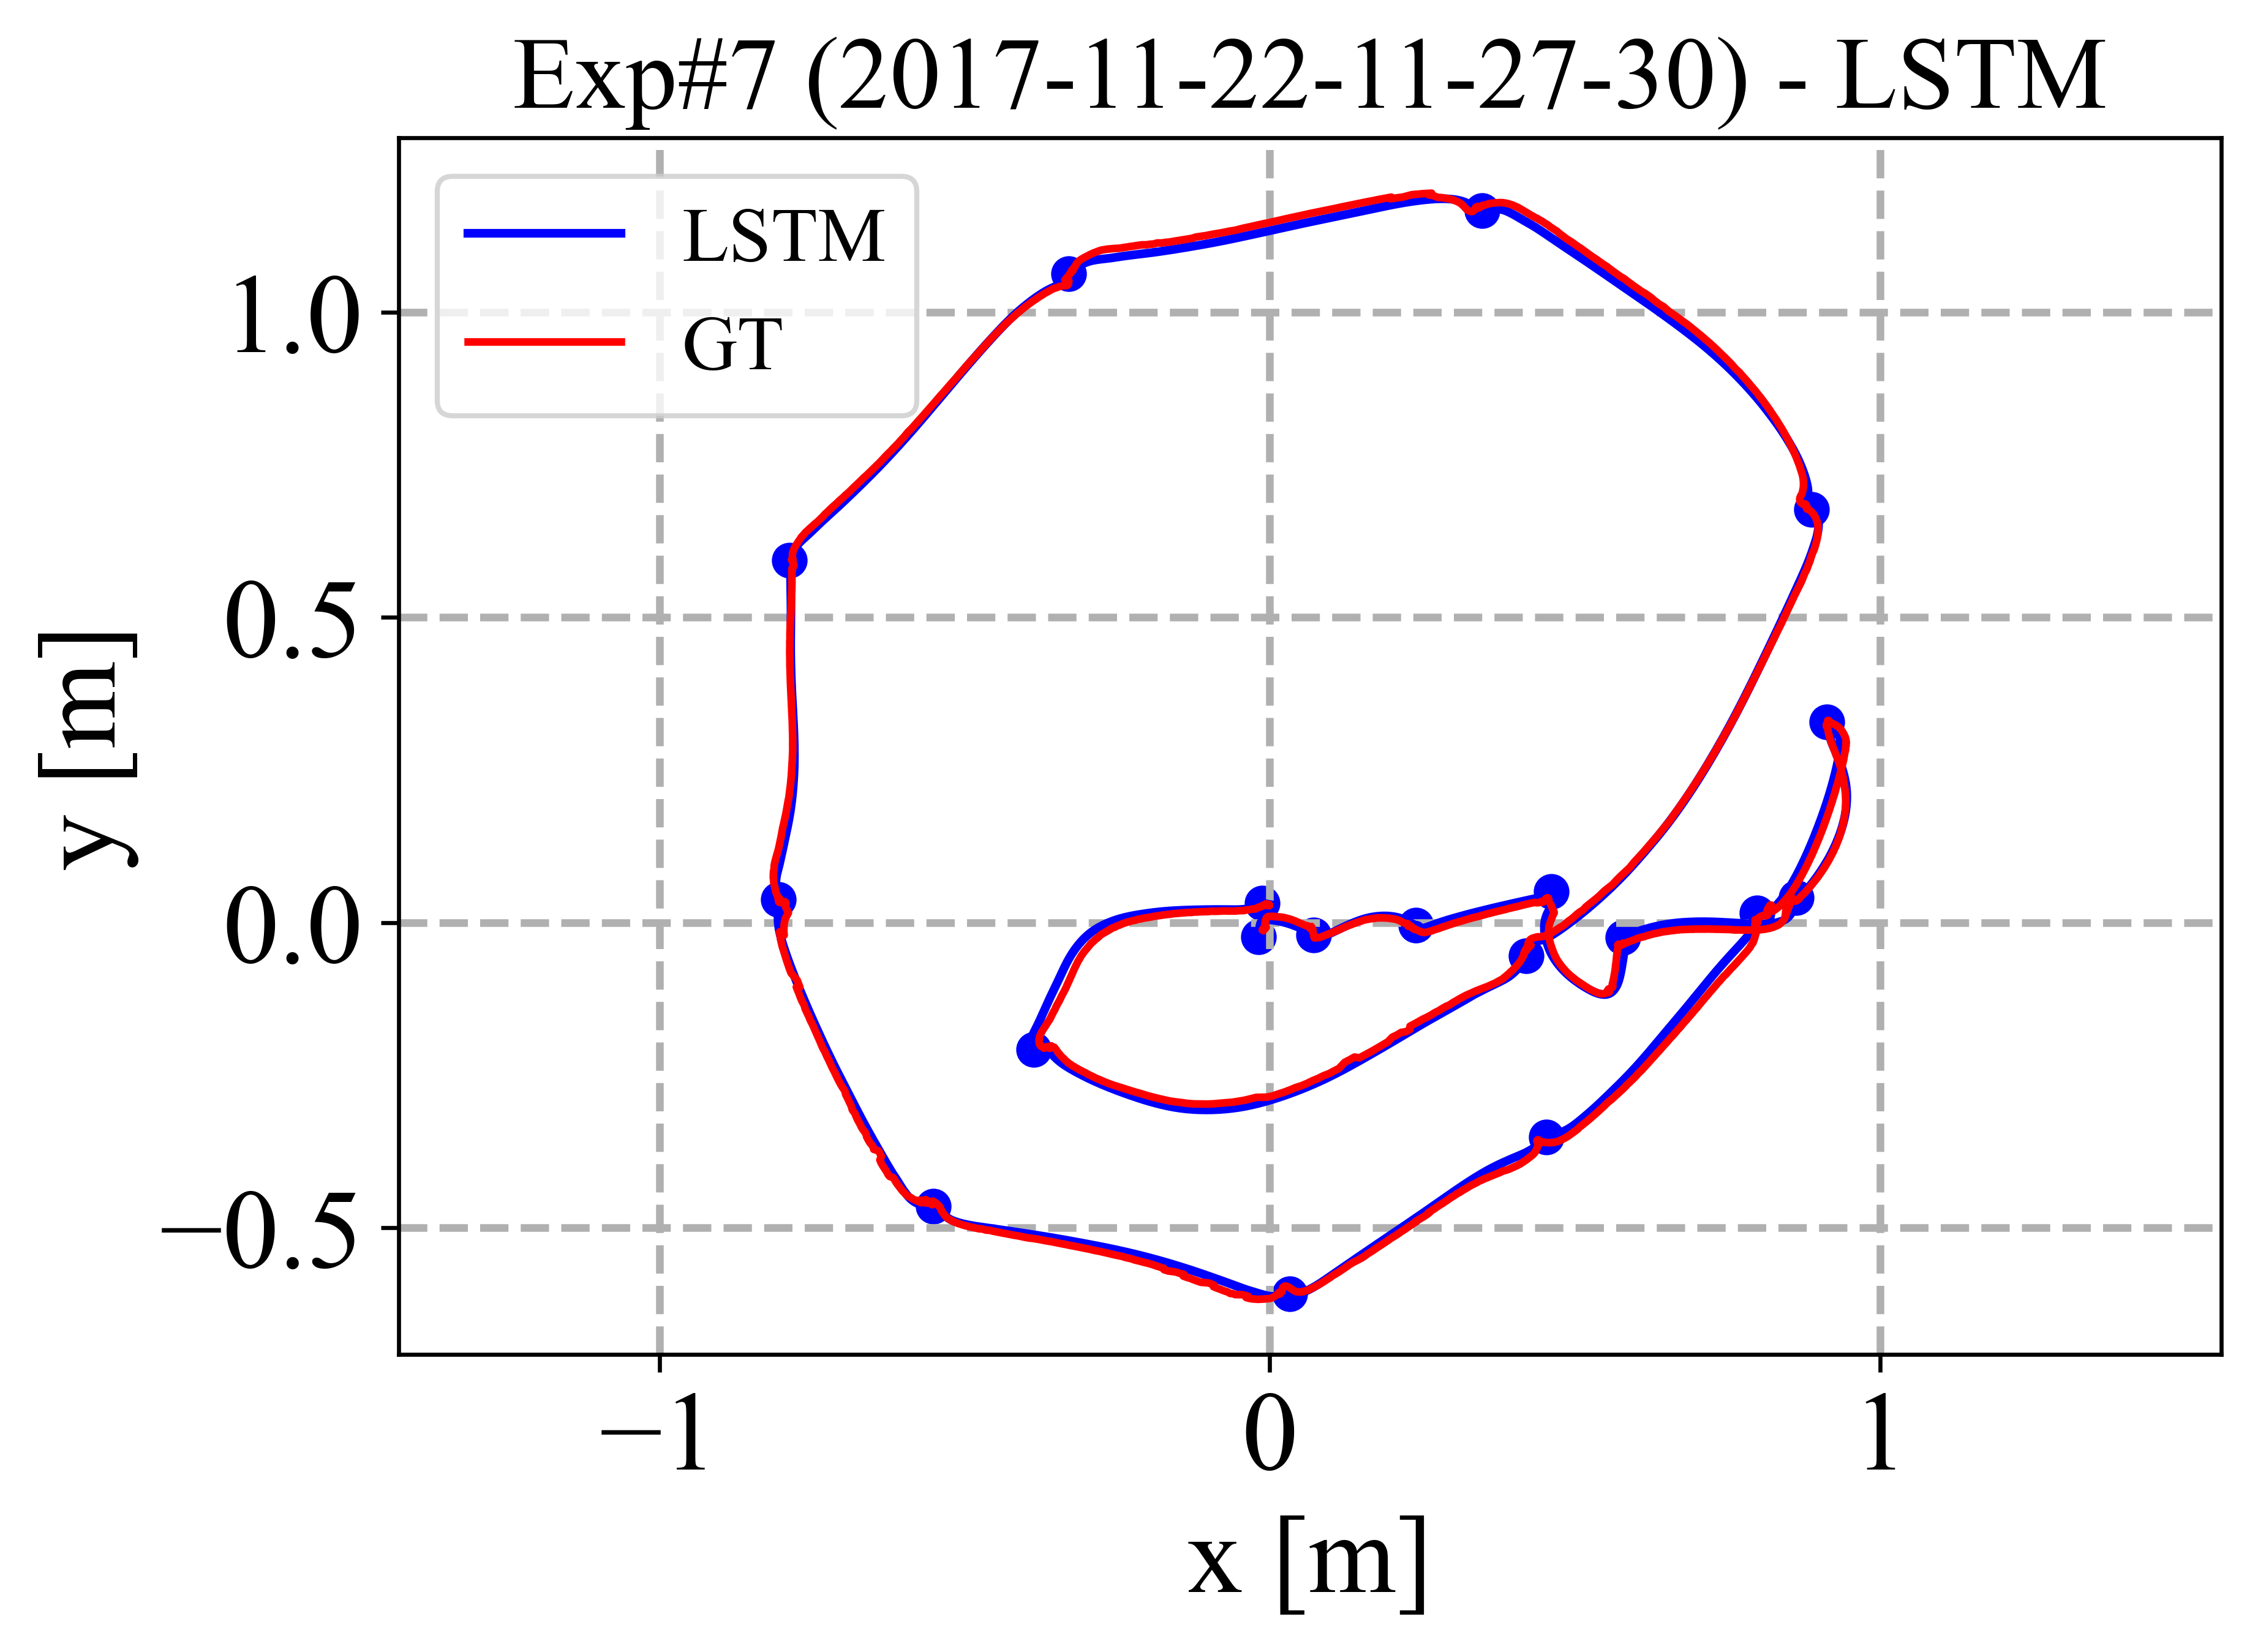 Exp#7 (2017-11-22-11-27-30) - LSTM
LSTM
GT
1.0
0.5
0.0
−0.5
y [m]
−1 0 1
x [m]